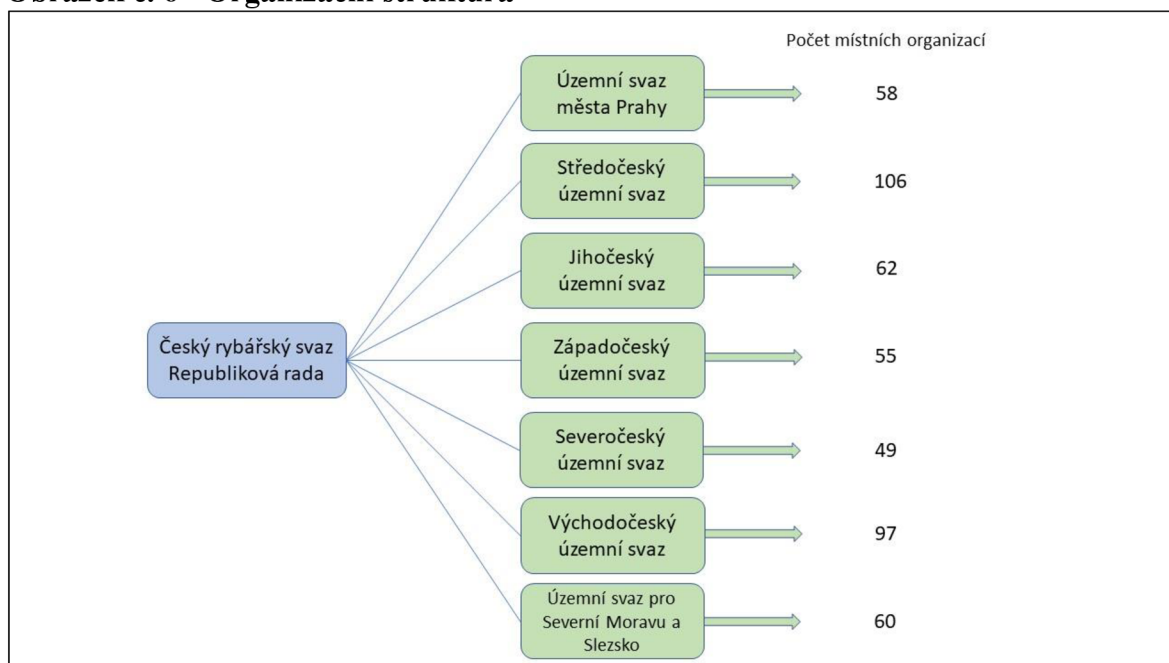 Obrázek č. 6 - Organizační struktura
Počet místních organizací
Územní svaz
města Prahy
58
Středočeský
územní svaz
106
Jihočeský
územní svaz
62
Český rybářský svaz
Republiková rada
Západočeský
územní svaz
55
Severočeský
územní svaz
49
Východočeský
územní svaz
97
Územní svaz pro
Severní Moravu a
Slezsko
60